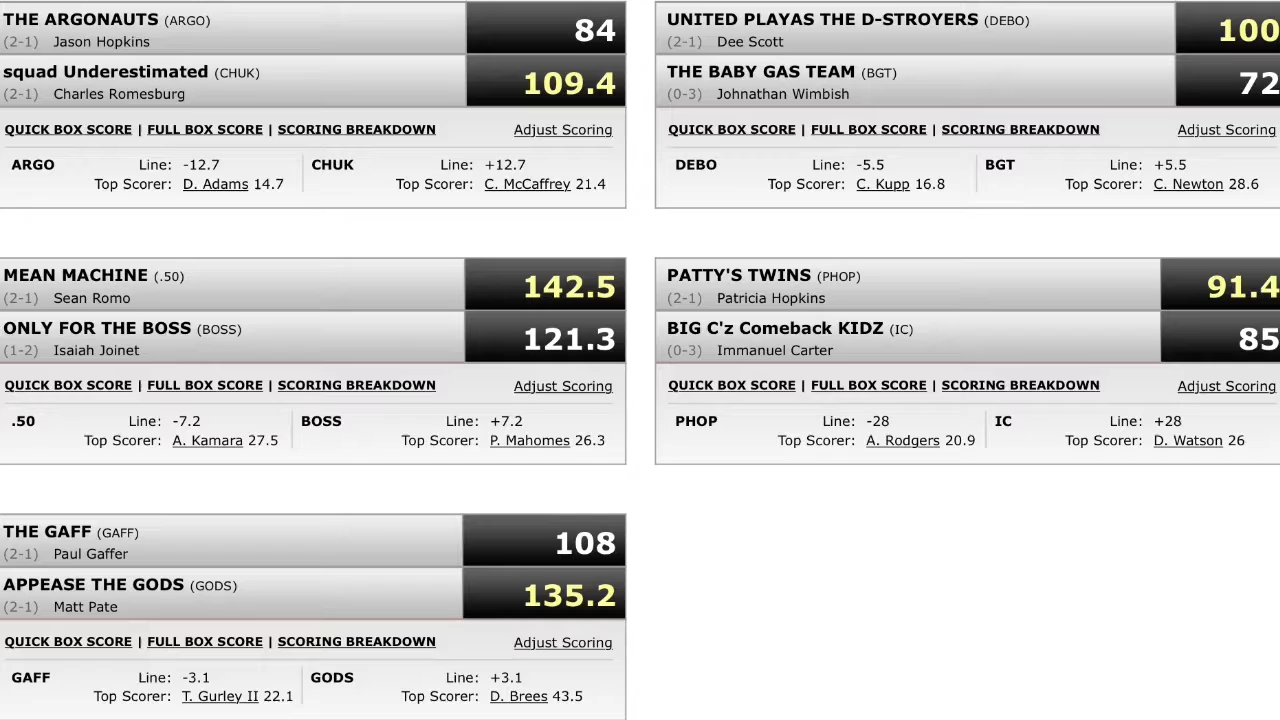 THE ARGONAUTS (ARGO)
(2-1) Jason Hopkins
84
squad Underestimated (CHUK)
(2-1) Charles Romesburg
109.4
QUICK BOX SCORE | FULL BOX SCORE | SCORING BREAKDOWN Adjust Scoring
ARGO Line: -12.7 CHUK Line: +12.7
Top Scorer: D. Adams 14.7 Top Scorer: C. McCaffrey 21.4
UNITED PLAYAS THE D-STROYERS (DEBO)
(2-1) Dee Scott
100
THE BABY GAS TEAM (BGT)
(0-3) Johnathan Wimbish
72
QUICK BOX SCORE | FULL BOX SCORE | SCORING BREAKDOWN Adjust Scoring
DEBO Line: -5.5 BGT Line: +5.5
Top Scorer: C. Kupp 16.8 Top Scorer: C. Newton 28.6
MEAN MACHINE (.50)
(2-1) Sean Romo
142.5
ONLY FOR THE BOSS (BOSS)
(1-2) Isaiah Joinet
121.3
QUICK BOX SCORE | FULL BOX SCORE | SCORING BREAKDOWN Adjust Scoring
.50 Line: -7.2 BOSS Line: +7.2
Top Scorer: A. Kamara 27.5 Top Scorer: P. Mahomes 26.3
PATTY'S TWINS (PHOP)
(2-1) Patricia Hopkins
91.4
BIG C'z Comeback KIDZ (IC)
(0-3) Immanuel Carter
85
QUICK BOX SCORE | FULL BOX SCORE | SCORING BREAKDOWN Adjust Scoring
PHOP Line: -28 IC Line: +28
Top Scorer: A. Rodgers 20.9 Top Scorer: D. Watson 26
THE GAFF (GAFF)
(2-1) Paul Gaffer
108
APPEASE THE GODS (GODS)
(2-1) Matt Pate
135.2
QUICK BOX SCORE | FULL BOX SCORE | SCORING BREAKDOWN Adjust Scoring
GAFF Line: -3.1 GODS Line: +3.1
Top Scorer: T. Gurley II 22.1 Top Scorer: D. Brees 43.5